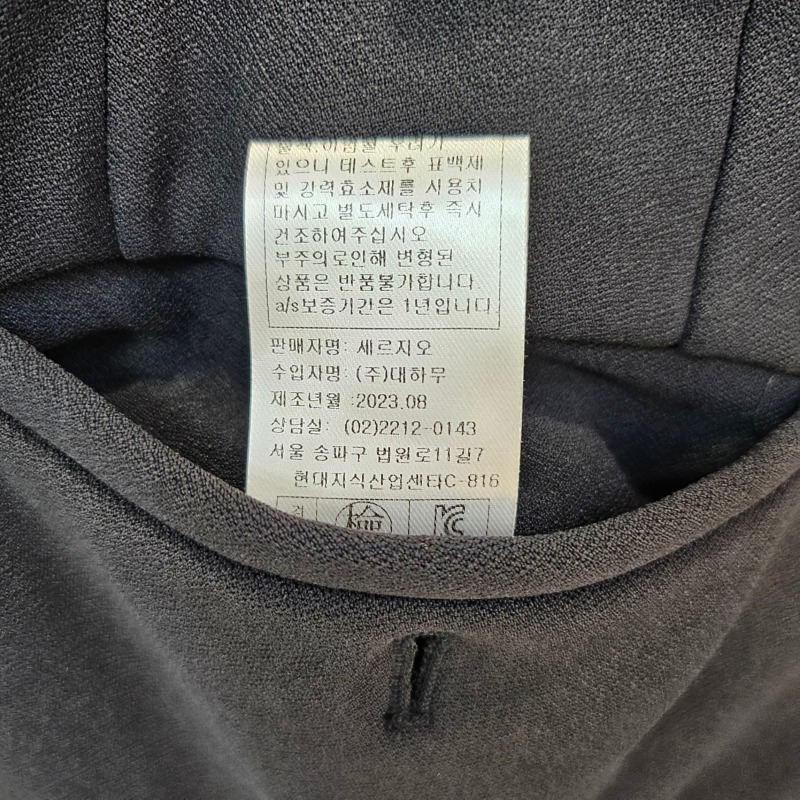 있으니 테스트후 표백제
및 강력효소제를 사용치
마시고 별도세탁후 즉시
건조하여주십시오
부주의로인해 변형된
상품은 반품불가합니다.
a/s보증기간은 1년입니다.
판매자명: 세르지오
수입자명: (주)대하무
제조년월 :2023.08
상담실: (02)2212-0143
서울 송파구 법원로11길7
현대지식산업센타C-816
검 檢